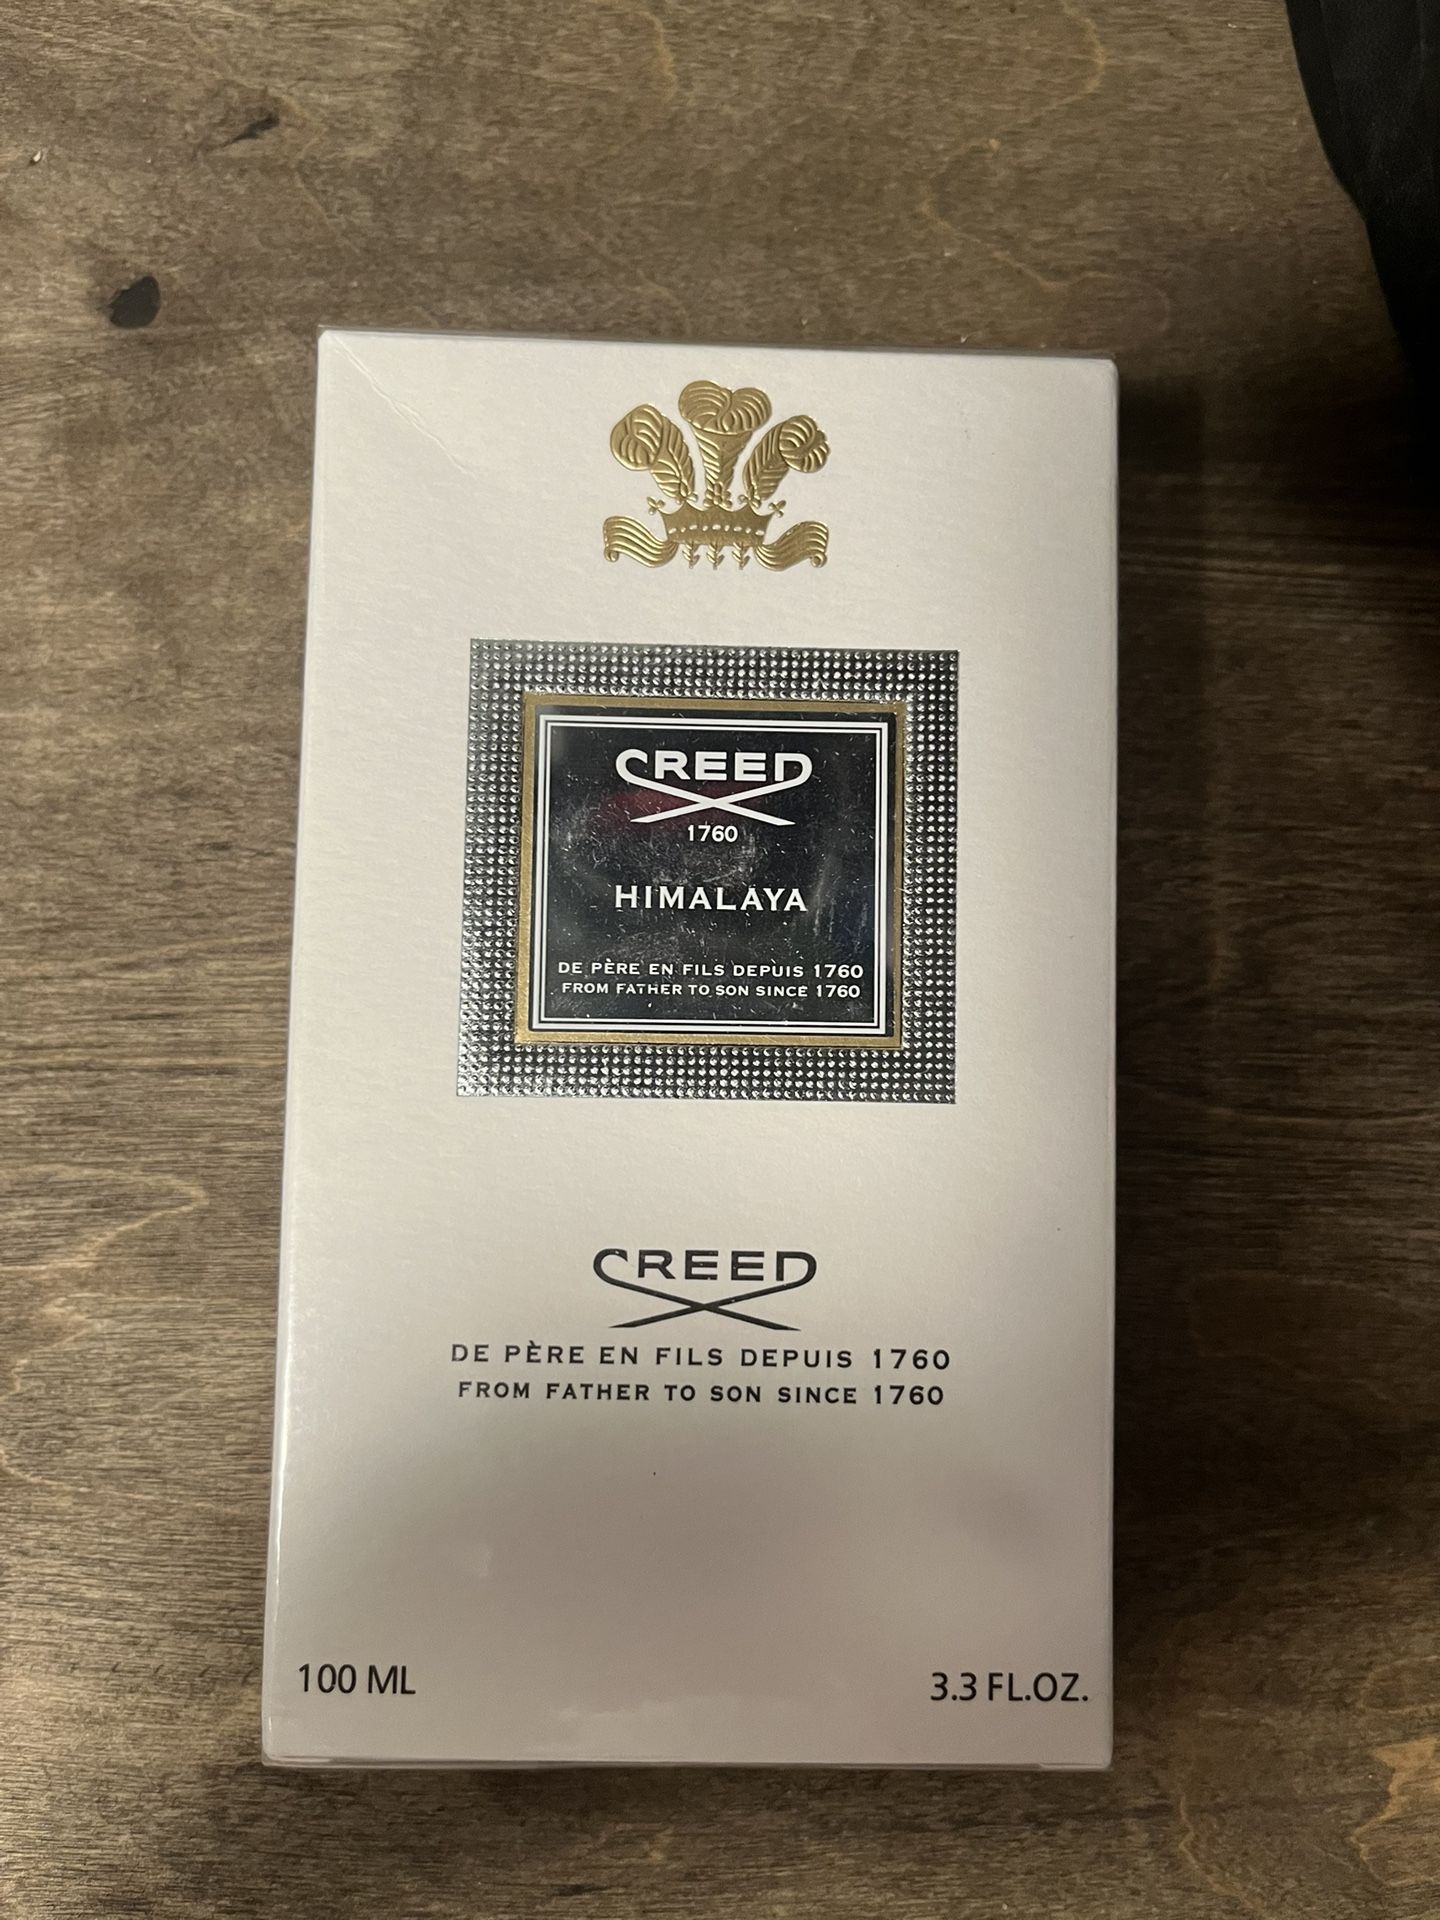 CREED
1760
HIMALAYA
DE PÈRE EN FILS DEPUIS 1760
FROM FATHER TO SON SINCE 1760
CREED
DE PÈRE EN FILS DEPUIS 1760
FROM FATHER TO SON SINCE 1760
100 ML
3.3 FL.OZ.